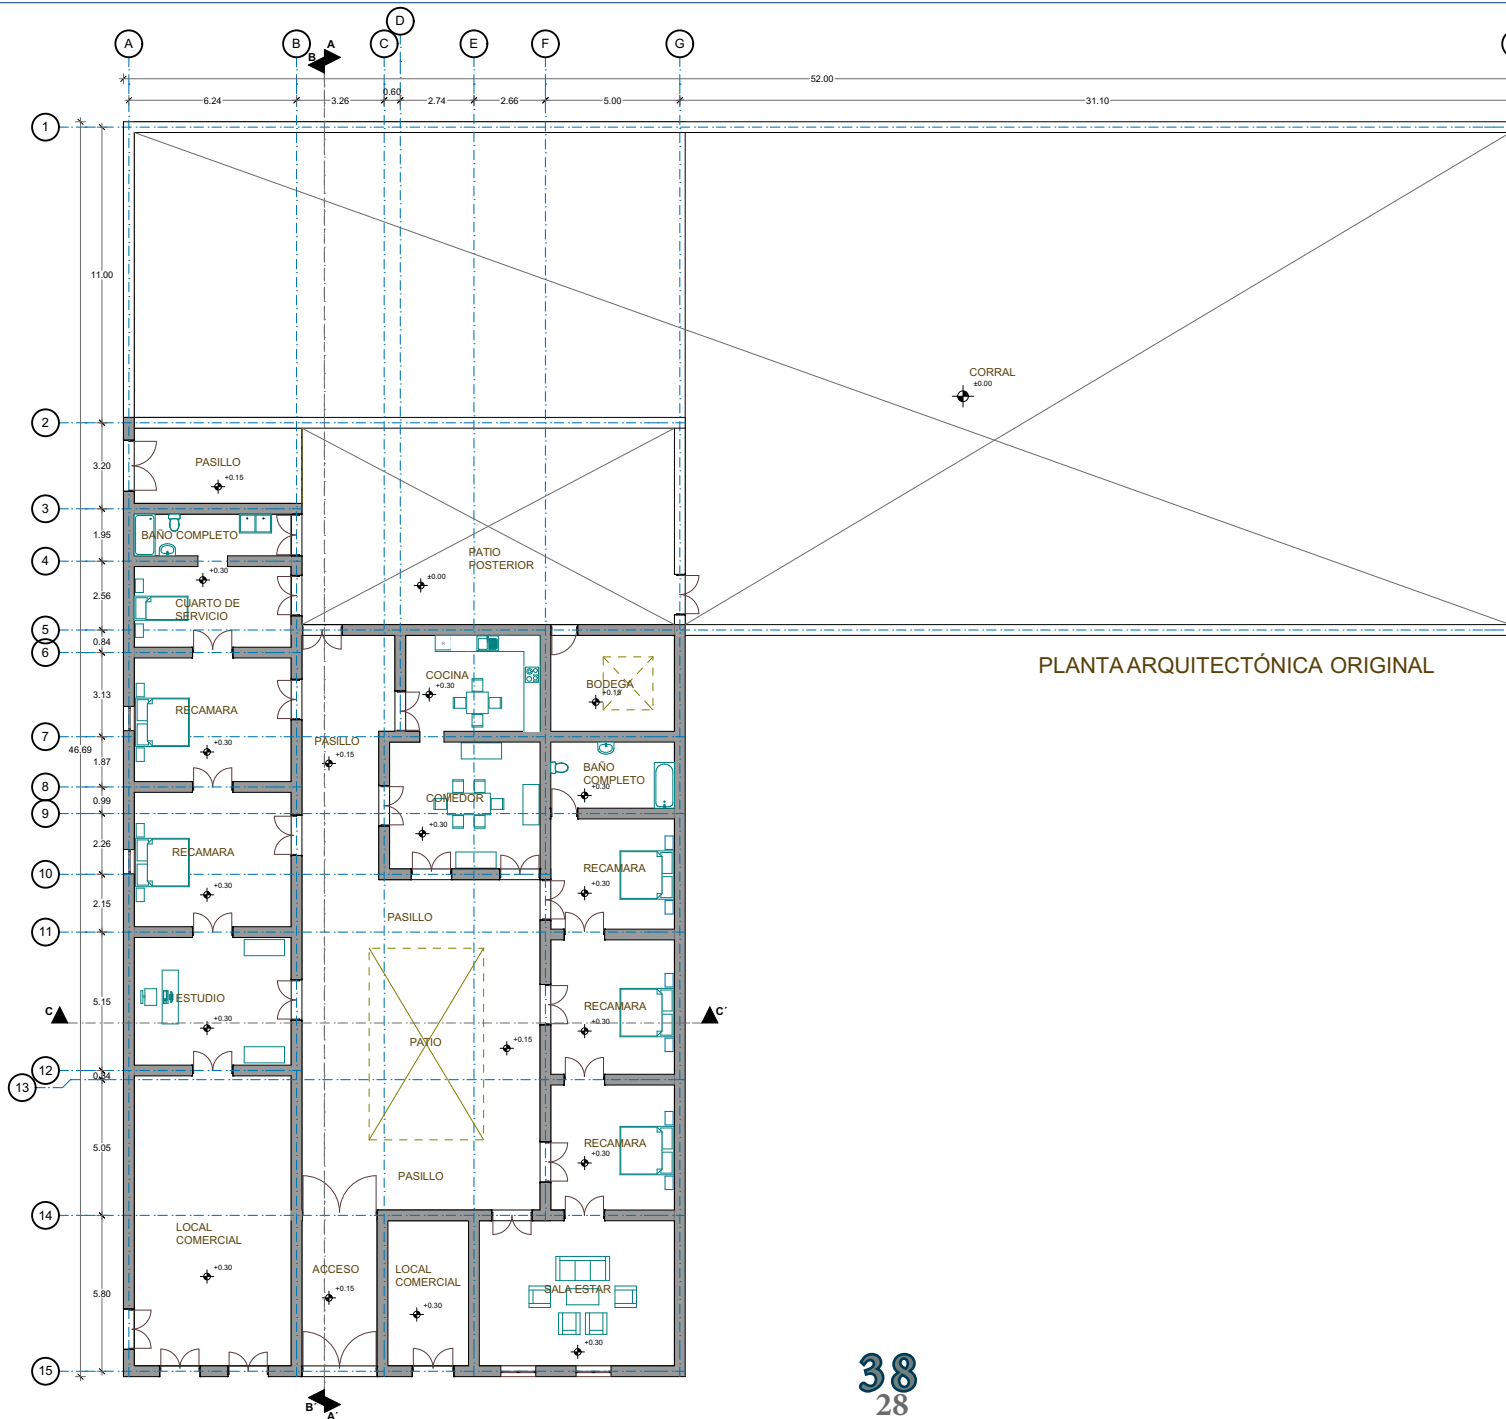 D
A
B
C
E
F
G
B
A
52.00
6.24
3.26
0.60
2.74
2.66
5.00
31.10
1
11.00
CORRAL
±0.00
2
3.20
PASILLO
+0.15
3
1.95
BAÑO COMPLETO
4
+0.30
2.56
CUARTO DE
SERVICIO
PATIO
POSTERIOR
±0.00
5
0.84
6
PLANTA ARQUITECTÓNICA ORIGINAL
COCINA
+0.30
BODEGA
+0.15
3.13
RECAMARA
+0.30
7
46.69
PASILLO
+0.15
1.87
BAÑO
COMPLETO
+0.30
8
0.99
COMEDOR
+0.30
9
2.26
RECAMARA
+0.30
RECAMARA
+0.30
10
2.15
PASILLO
11
5.15
ESTUDIO
+0.30
RECAMARA
+0.30
C
C´
PATIO
+0.15
12
13
5.05
RECAMARA
+0.30
PASILLO
14
LOCAL
COMERCIAL
+0.30
5.80
ACCESO
+0.15
LOCAL
COMERCIAL
+0.30
SALA ESTAR
+0.30
15
B´
A´
38
28